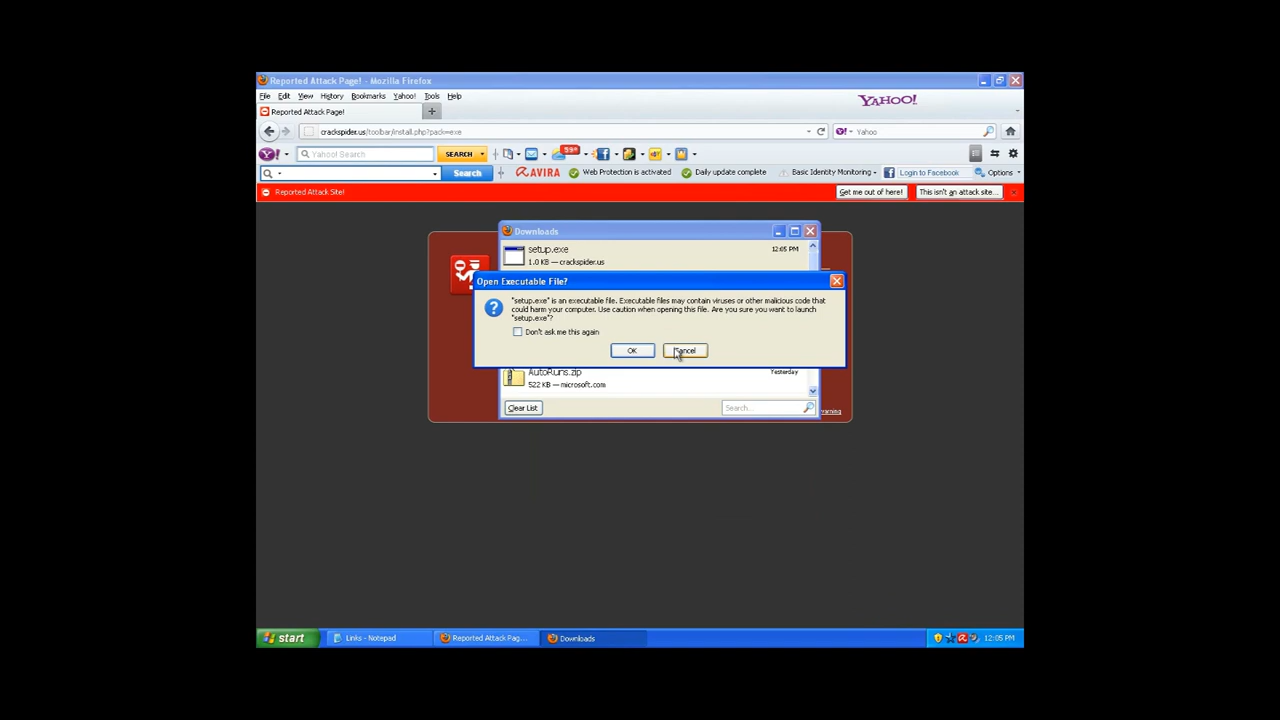 Reported Attack Page! - Mozilla Firefox
File Edit View History Bookmarks Yahoo! Tools Help
YAHOO!
Reported Attack Page!
crackspider.us/toolbar/install.php?pack=exe
Y! Yahoo
Y! Yahoo! Search SEARCH 59°
Search AVIRA Web Protection is activated Daily update complete Basic Identity Monitoring Login to Facebook Options
Reported Attack Site! Get me out of here! This isn't an attack site...
Downloads
setup.exe 12:05 PM
1.0 KB — crackspider.us
Open Executable File?
"setup.exe" is an executable file. Executable files may contain viruses or other malicious code that
could harm your computer. Use caution when opening this file. Are you sure you want to launch
"setup.exe"?
Don't ask me this again
OK Cancel
AutoRuns.zip Yesterday
522 KB — microsoft.com
Clear List Search...
start Links - Notepad Reported Attack Pag... Downloads 12:05 PM